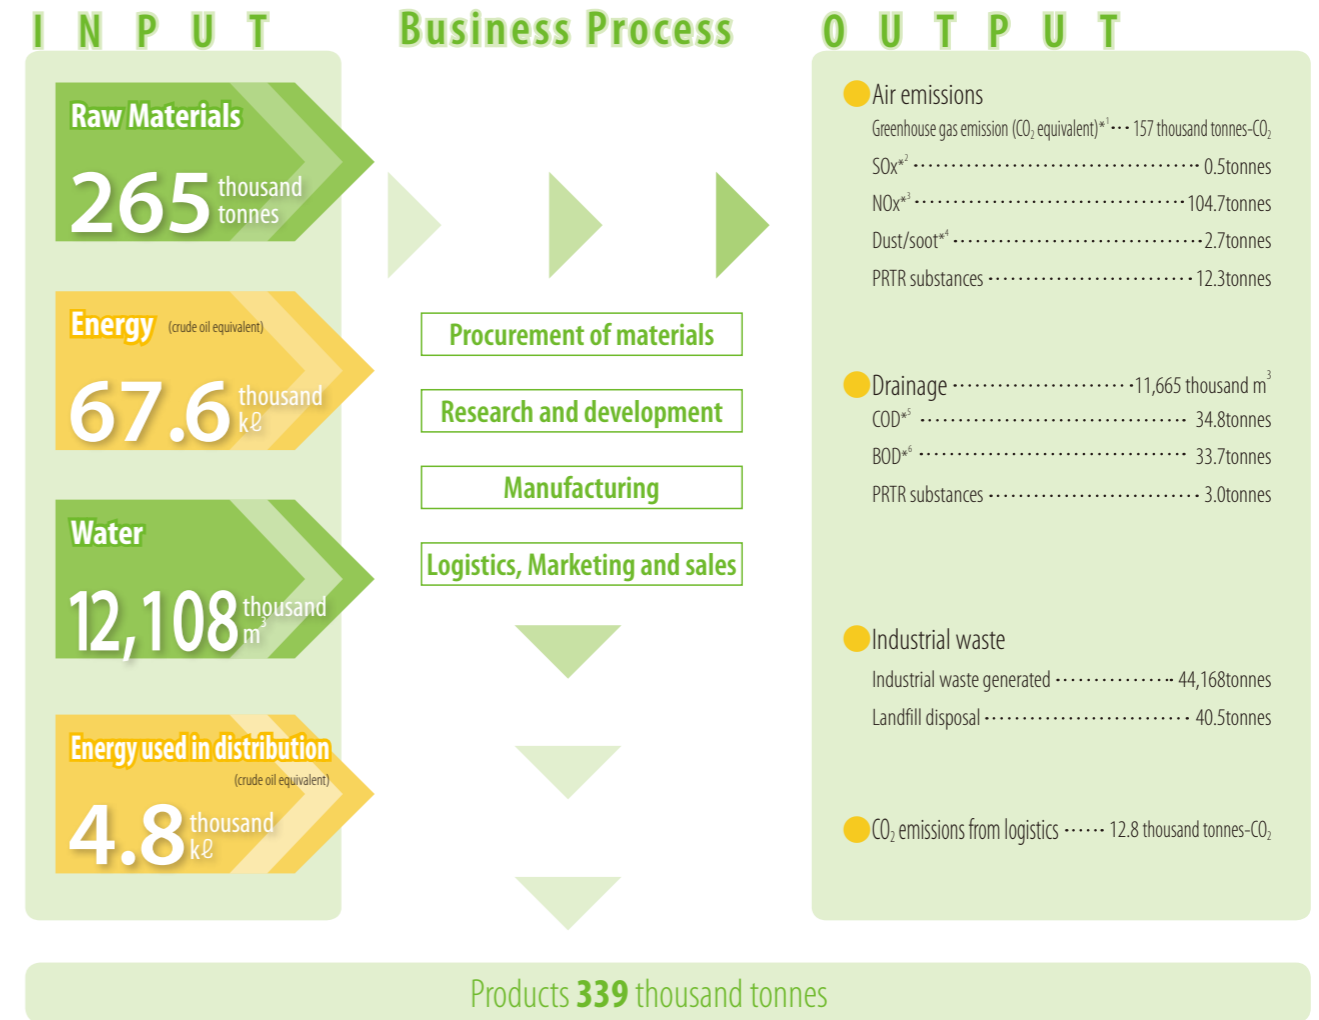 INPUT
Business Process
OUTPUT
Raw Materials
265 thousand
tonnes
Energy (crude oil equivalent)
67.6 thousand
kℓ
Water
12,108 thousand
m³
Energy used in distribution
(crude oil equivalent)
4.8 thousand
kℓ
Procurement of materials
Research and development
Manufacturing
Logistics, Marketing and sales
Air emissions
Greenhouse gas emission (CO₂ equivalent)*¹ ··· 157 thousand tonnes-CO₂
SOx*² ··· 0.5tonnes
NOx*³ ··· 104.7tonnes
Dust/soot*⁴ ··· 2.7tonnes
PRTR substances ··· 12.3tonnes
Drainage ··· 11,665 thousand m³
COD*⁵ ··· 34.8tonnes
BOD*⁶ ··· 33.7tonnes
PRTR substances ··· 3.0tonnes
Industrial waste
Industrial waste generated ··· 44,168tonnes
Landfill disposal ··· 40.5tonnes
CO₂ emissions from logistics ··· 12.8 thousand tonnes-CO₂
Products 339 thousand tonnes